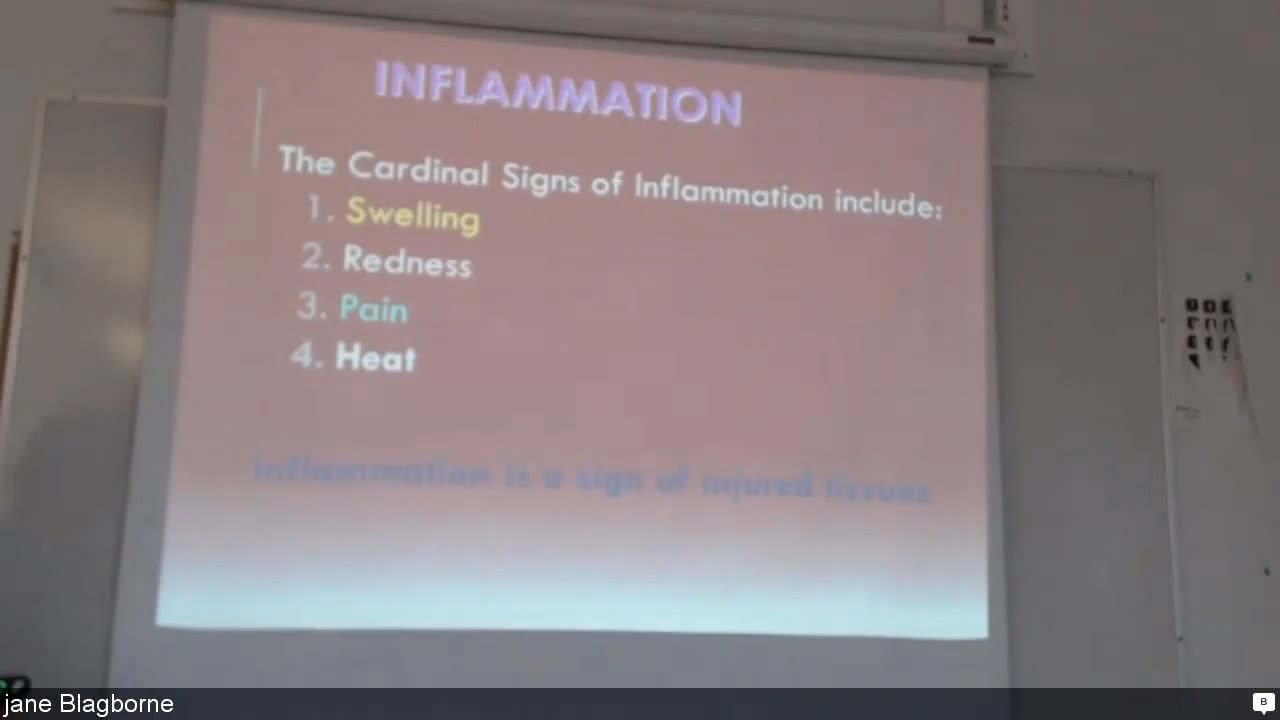 INFLAMMATION
The Cardinal Signs of Inflammation include:
1. Swelling
2. Redness
3. Pain
4. Heat
Inflammation is a sign of injured tissues
jane Blagborne
B